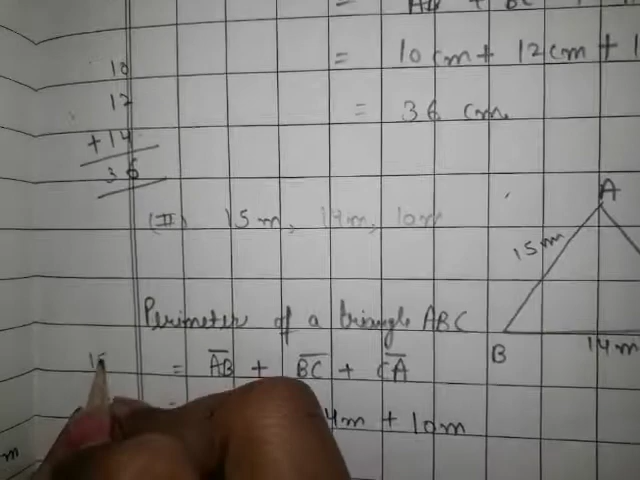 = 10 cm + 12 cm + 1
= 36 cm
10
12
+ 14
36
(II) 15 m, 14 m, 10 m
A
15 m
B
14 m
Perimeter of a triangle ABC
= AB + BC + CA
4m + 10m
15
m